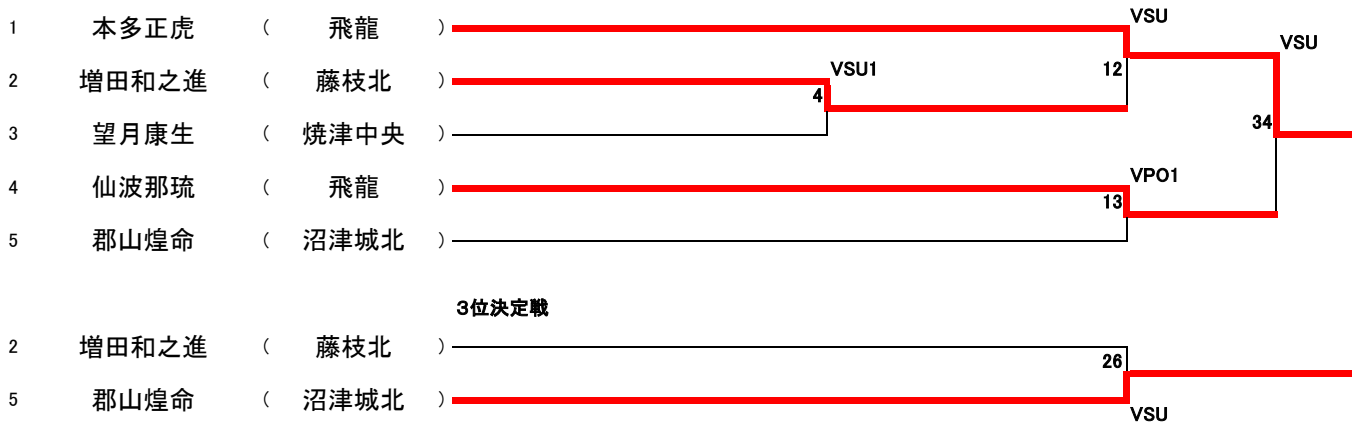 VSU
1 本多正虎 ( 飛龍 )
VSU
2 増田和之進 ( 藤枝北 ) VSU1 12
4
3 望月康生 ( 焼津中央 ) 34
4 仙波那琉 ( 飛龍 ) VPO1
13
5 郡山煌命 ( 沼津城北 )
3位決定戦
2 増田和之進 ( 藤枝北 )
26
5 郡山煌命 ( 沼津城北 )
VSU